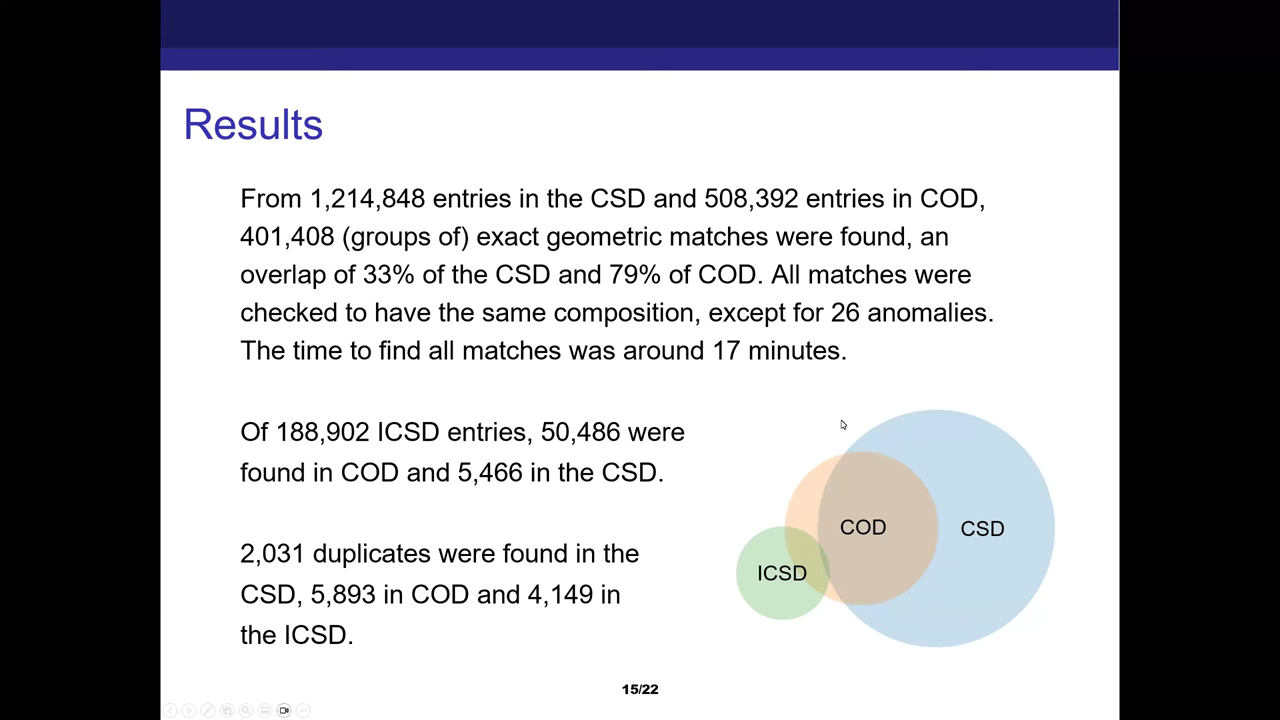 Results
From 1,214,848 entries in the CSD and 508,392 entries in COD,
401,408 (groups of) exact geometric matches were found, an
overlap of 33% of the CSD and 79% of COD. All matches were
checked to have the same composition, except for 26 anomalies.
The time to find all matches was around 17 minutes.
Of 188,902 ICSD entries, 50,486 were
found in COD and 5,466 in the CSD.
2,031 duplicates were found in the
CSD, 5,893 in COD and 4,149 in
the ICSD.
COD
CSD
ICSD
15/22